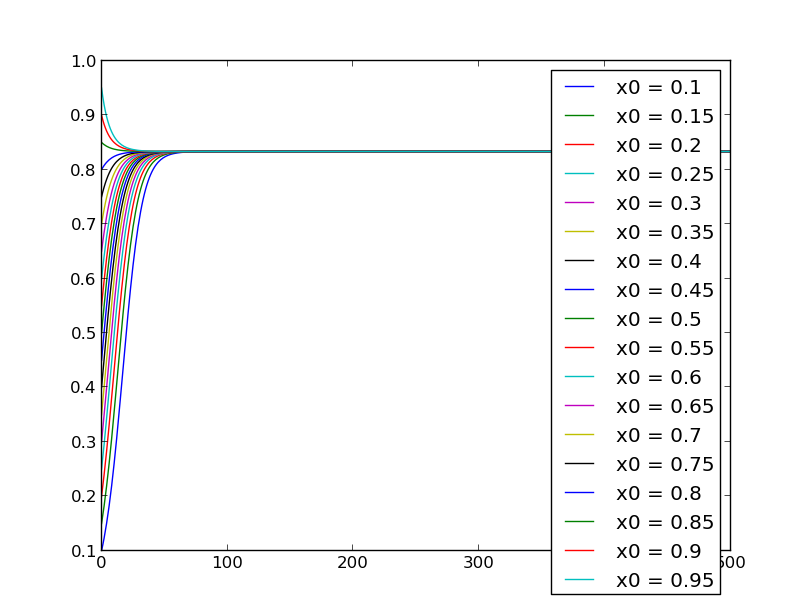 1.0
0.9
0.8
0.7
0.6
0.5
0.4
0.3
0.2
0.1
0
100
200
300
x0 = 0.1
x0 = 0.15
x0 = 0.2
x0 = 0.25
x0 = 0.3
x0 = 0.35
x0 = 0.4
x0 = 0.45
x0 = 0.5
x0 = 0.55
x0 = 0.6
x0 = 0.65
x0 = 0.7
x0 = 0.75
x0 = 0.8
x0 = 0.85
x0 = 0.9
x0 = 0.95